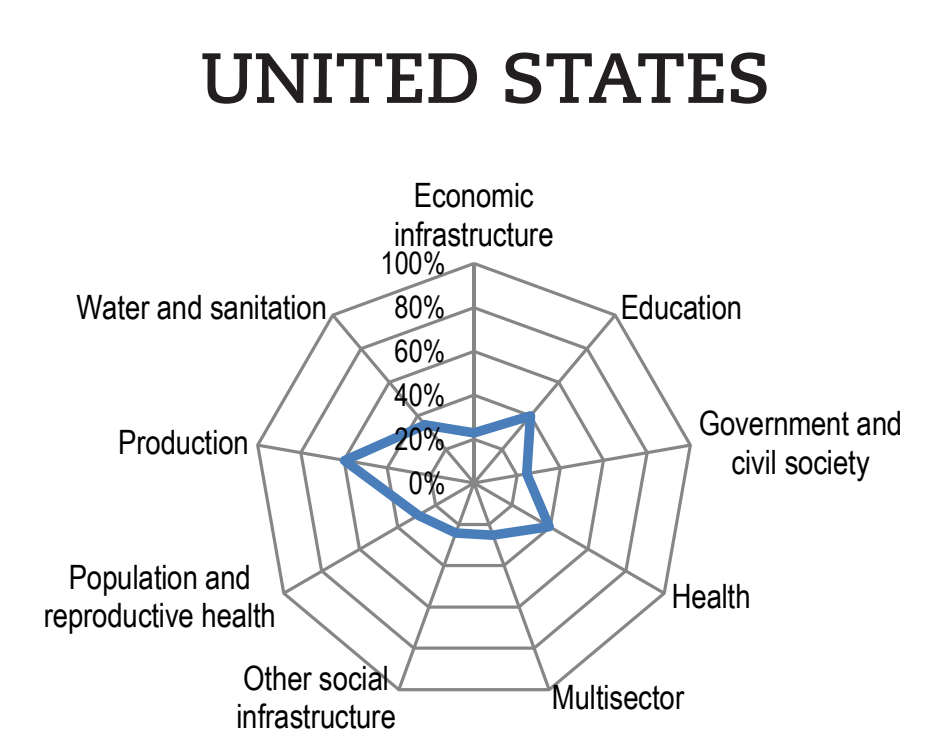 UNITED STATES
Economic
infrastructure
100%
Water and sanitation
Education
80%
60%
40%
Government and
civil society
Production
20%
0%
Population and
reproductive health
Health
Other social
infrastructure
Multisector